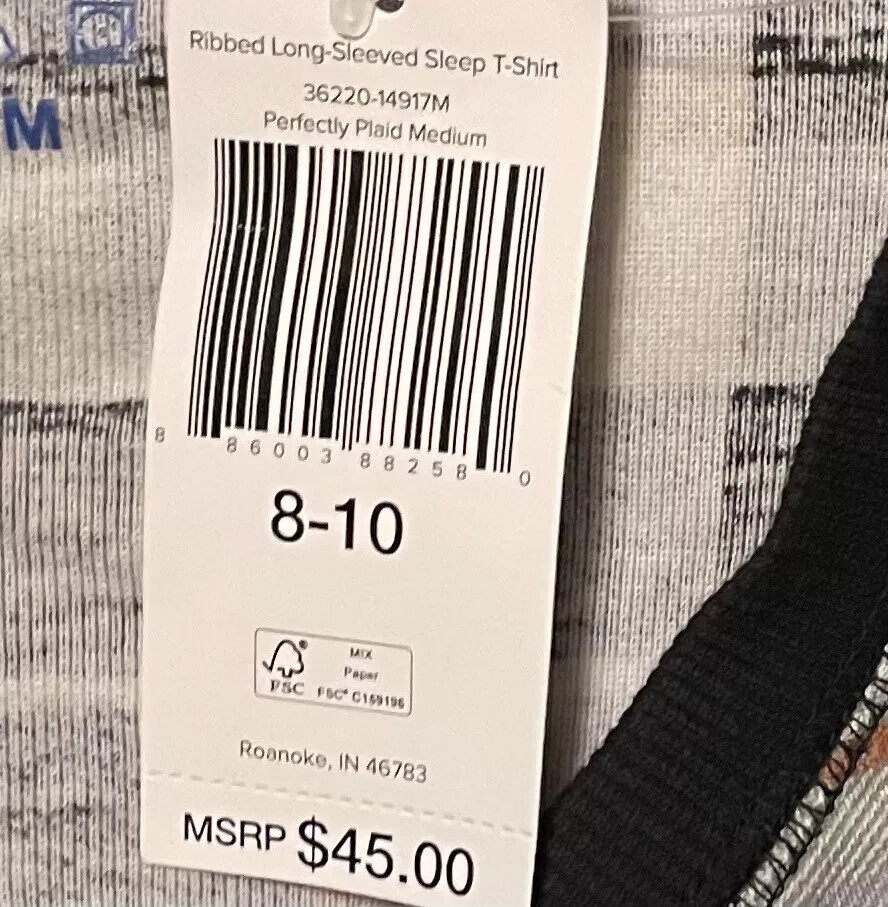 Ribbed Long-Sleeved Sleep T-Shirt
36220-14917M
Perfectly Plaid Medium
M
8 86003 88258 0
8-10
MIX
Paper
FSC FSC® C159196
Roanoke, IN 46783
MSRP $45.00